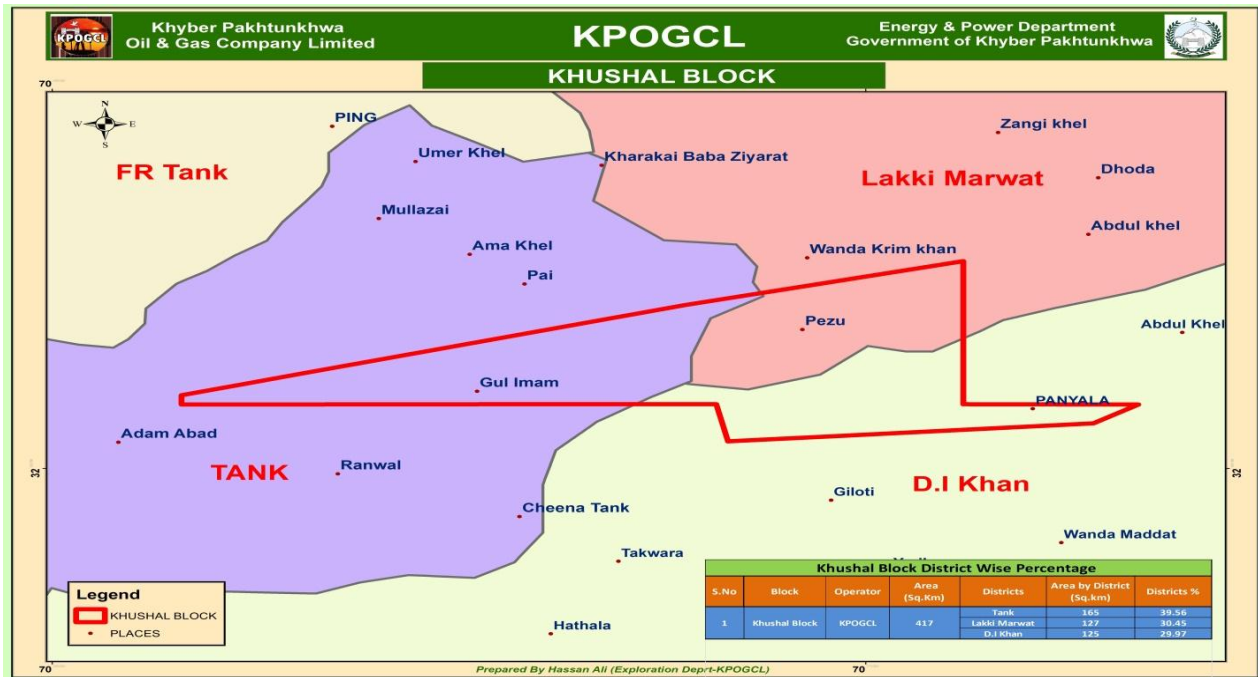 KPOGCL
Khyber Pakhtunkhwa
Oil & Gas Company Limited
KPOGCL
Energy & Power Department
Government of Khyber Pakhtunkhwa
KHUSHAL BLOCK
70
70
N
W E
S
PING
Zangi khel
Umer Khel
Kharakai Baba Ziyarat
FR Tank
Lakki Marwat
Dhoda
Mullazai
Abdul khel
Ama Khel
Wanda Krim khan
Pai
Pezu
Abdul Khel
Gul Imam
PANYALA
Adam Abad
32
TANK
Ranwal
D.I Khan
32
Giloti
Cheena Tank
Wanda Maddat
Takwara
Hathala
Legend
KHUSHAL BLOCK
PLACES
Khushal Block District Wise Percentage
S.No Block Operator Area (Sq.Km) Districts Area by District (Sq.km) Districts %
1 Khushal Block KPOGCL 417 Tank 165 39.56
Lakki Marwat 127 30.45
D.I Khan 125 29.97
70
70
Prepared By Hassan Ali (Exploration Deprt-KPOGCL)